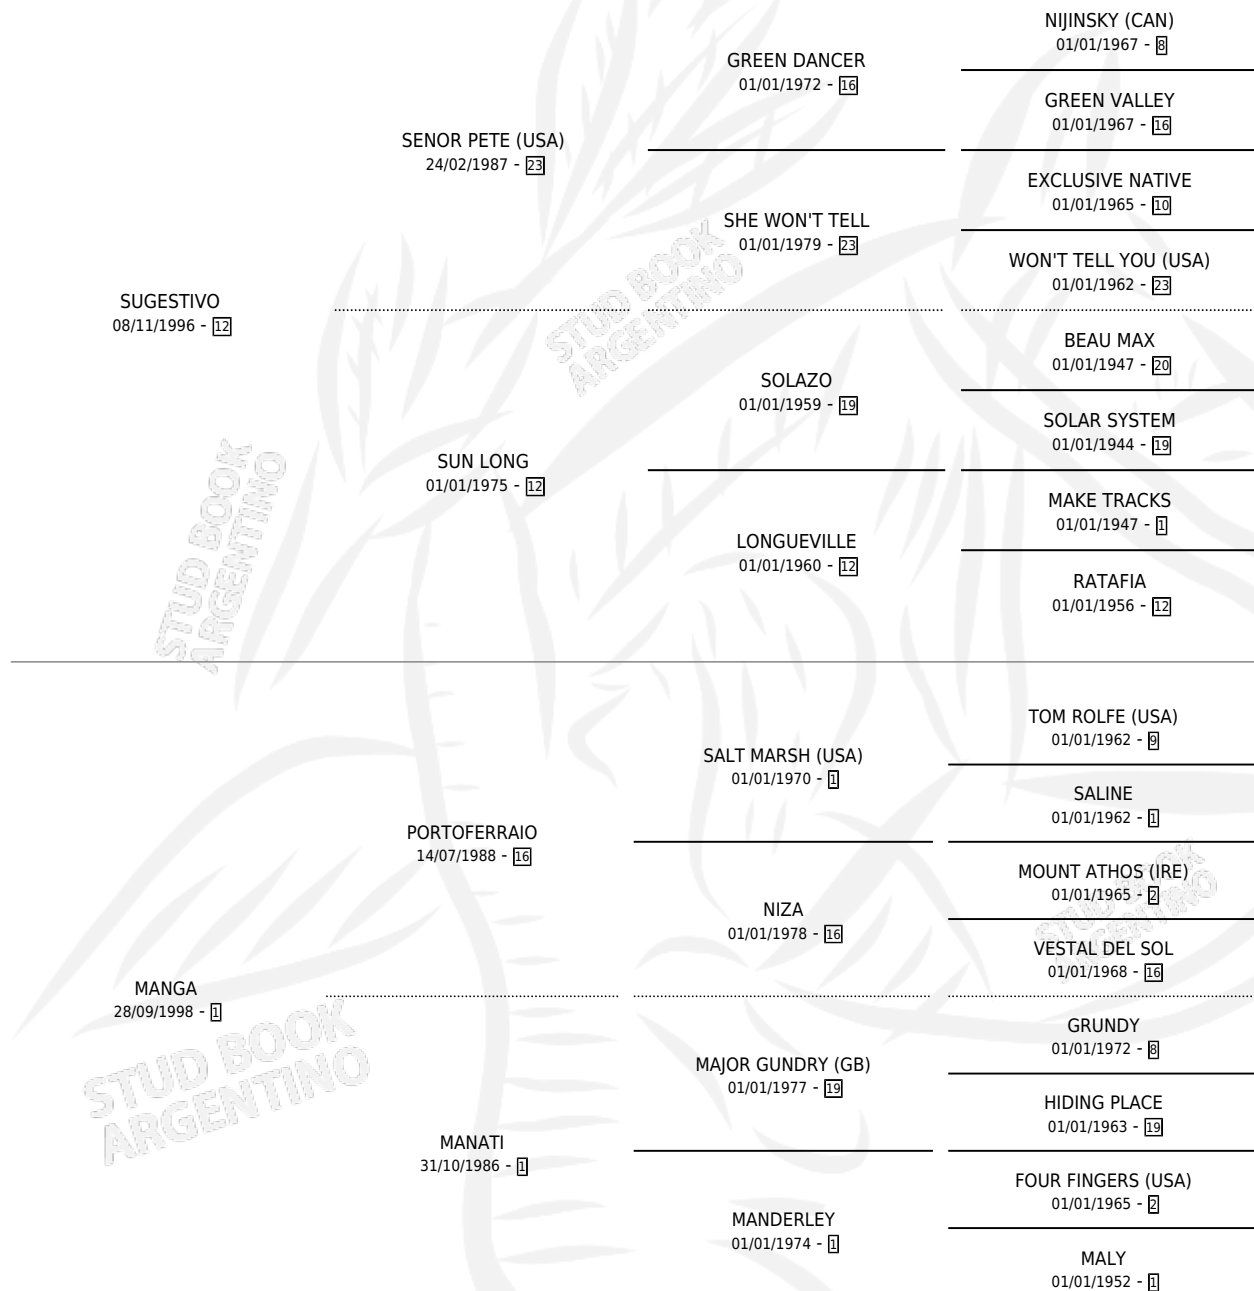 NIJINSKY (CAN)
01/01/1967 - 8
GREEN DANCER
01/01/1972 - 16
GREEN VALLEY
01/01/1967 - 16
SENOR PETE (USA)
24/02/1987 - 23
EXCLUSIVE NATIVE
01/01/1965 - 10
SHE WON'T TELL
01/01/1979 - 23
WON'T TELL YOU (USA)
01/01/1962 - 23
SUGESTIVO
08/11/1996 - 12
BEAU MAX
01/01/1947 - 20
SOLAZO
01/01/1959 - 19
SOLAR SYSTEM
01/01/1944 - 19
SUN LONG
01/01/1975 - 12
MAKE TRACKS
01/01/1947 - 1
LONGUEVILLE
01/01/1960 - 12
RATAFIA
01/01/1956 - 12
TOM ROLFE (USA)
01/01/1962 - 9
SALT MARSH (USA)
01/01/1970 - 1
SALINE
01/01/1962 - 1
PORTOFERRAIO
14/07/1988 - 16
MOUNT ATHOS (IRE)
01/01/1965 - 2
NIZA
01/01/1978 - 16
VESTAL DEL SOL
01/01/1968 - 16
MANGA
28/09/1998 - 1
GRUNDY
01/01/1972 - 8
MAJOR GUNDRY (GB)
01/01/1977 - 19
HIDING PLACE
01/01/1963 - 19
MANATI
31/10/1986 - 1
FOUR FINGERS (USA)
01/01/1965 - 2
MANDERLEY
01/01/1974 - 1
MALY
01/01/1952 - 1
STUD BOOK
ARGENTINO
STUD BOOK
ARGENTINO
STUD BOOK
ARGENTINO
STUD BOOK
ARGENTINO